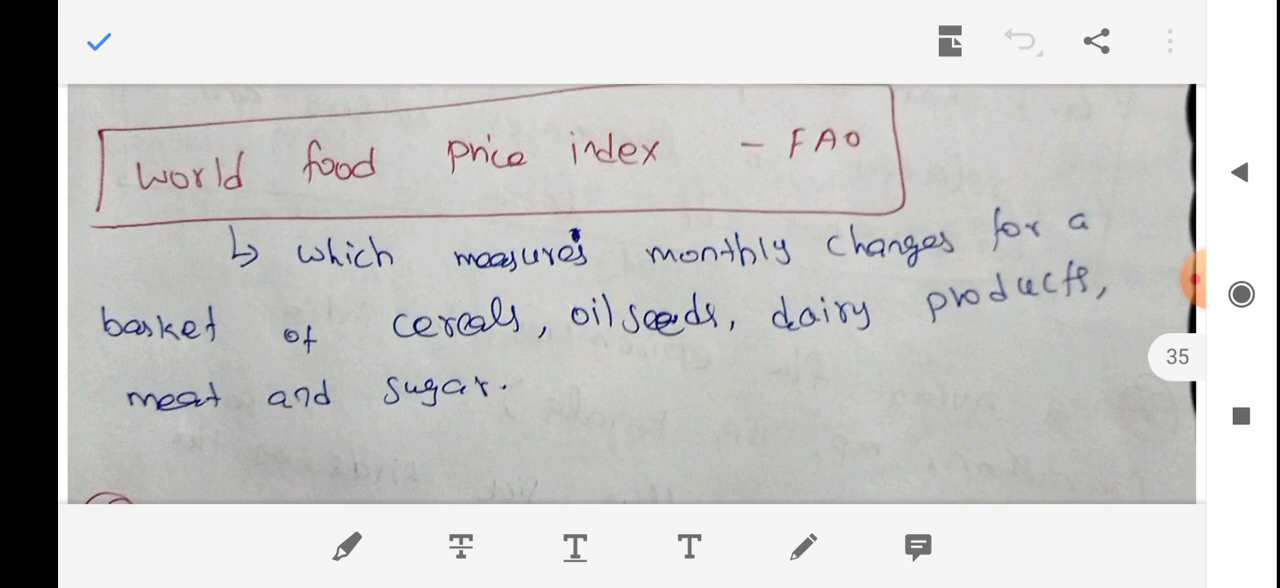 World food price index - FAO
↳ which measures monthly changes for a
basket of cereals, oilseeds, dairy products,
meat and sugar.
35